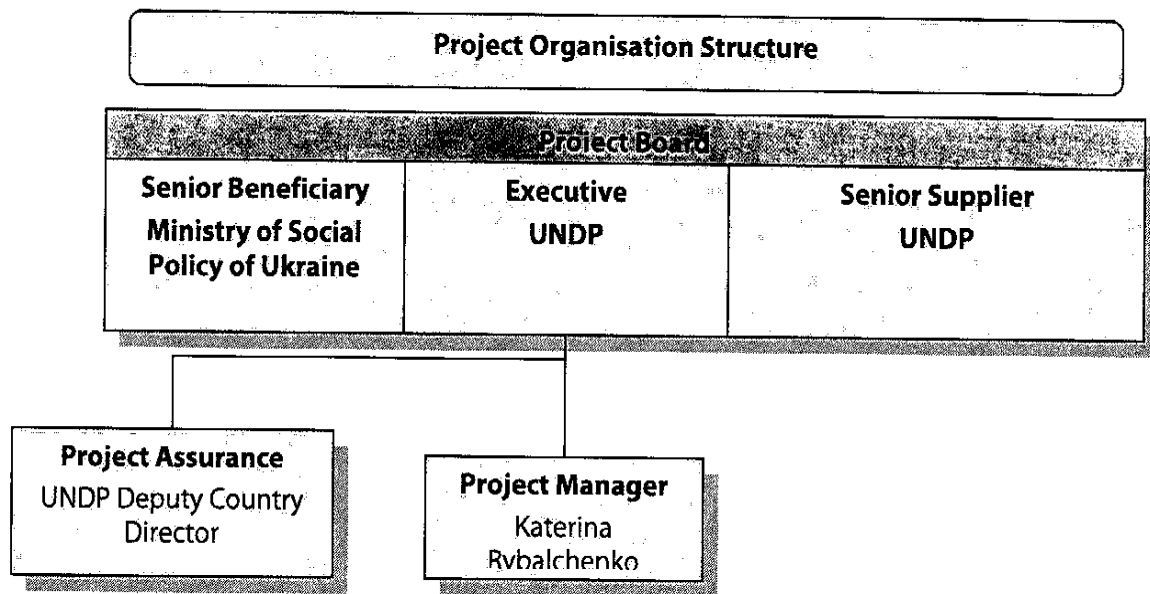 Project Organisation Structure
Project Board
Senior Beneficiary
Ministry of Social
Policy of Ukraine
Executive
UNDP
Senior Supplier
UNDP
Project Assurance
UNDP Deputy Country
Director
Project Manager
Katerina
Rybalchenko